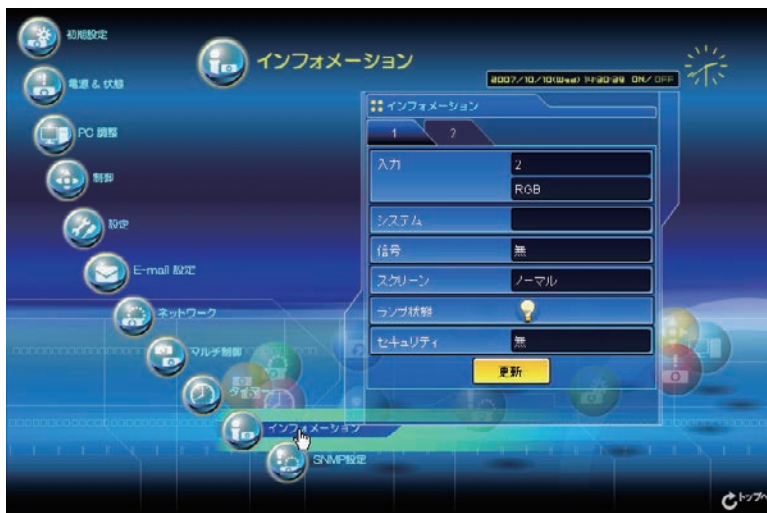 初期設定
電源 & 状態
PC 調整
制御
設定
E-mail 設定
ネットワーク
マルチ制御
タイマー
インフォメーション
SNMP設定
インフォメーション
2007/10/10(Wed) 14:30:39 ON/OFF
インフォメーション
1 2
入力 2
RGB
システム
信号 無
スクリーン ノーマル
ランプ状態
セキュリティ 無
更新
トップへ